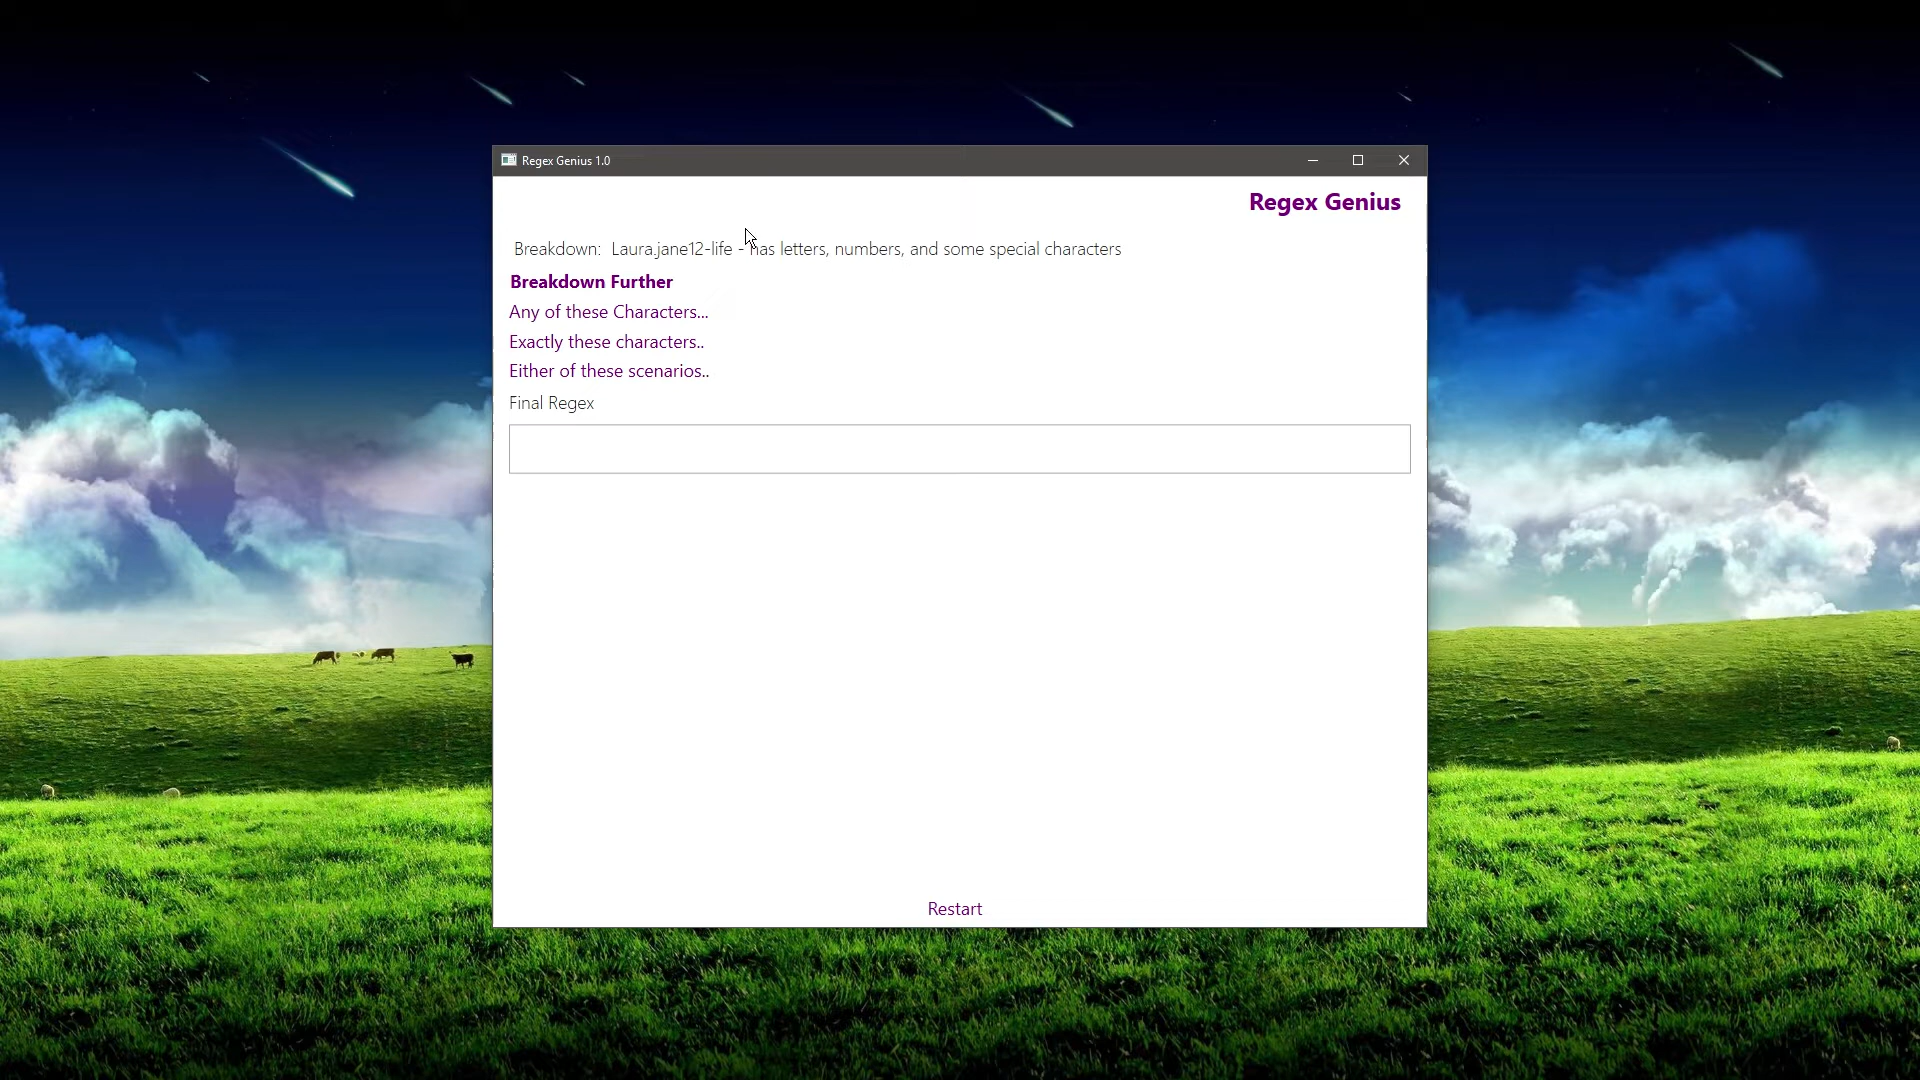 Regex Genius 1.0
Regex Genius
Breakdown: Laura.jane12-life - has letters, numbers, and some special characters
Breakdown Further
Any of these Characters...
Exactly these characters..
Either of these scenarios..
Final Regex
Restart